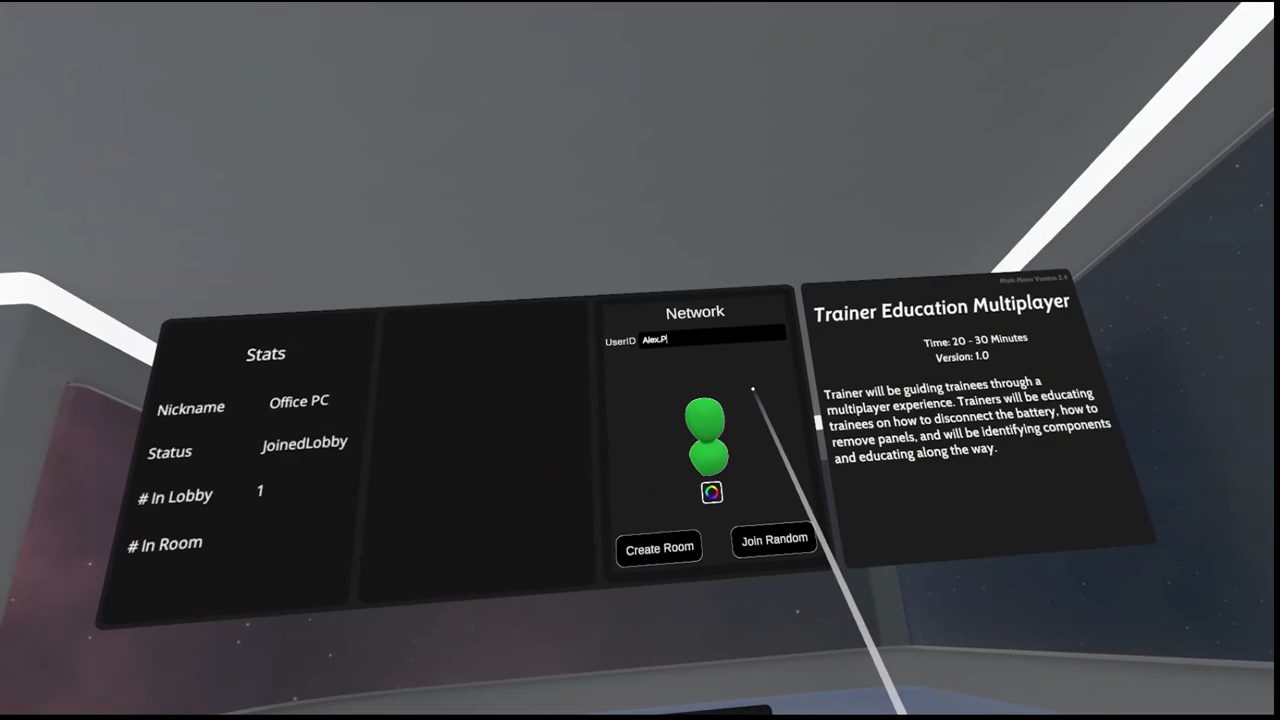 Stats
Nickname Office PC
Status JoinedLobby
# In Lobby 1
# In Room
Network
UserID Alex.P
Create Room Join Random
Main Menu Version 2.4
Trainer Education Multiplayer
Time: 20 - 30 Minutes
Version: 1.0
Trainer will be guiding trainees through a
multiplayer experience. Trainers will be educating
trainees on how to disconnect the battery, how to
remove panels, and will be identifying components
and educating along the way.